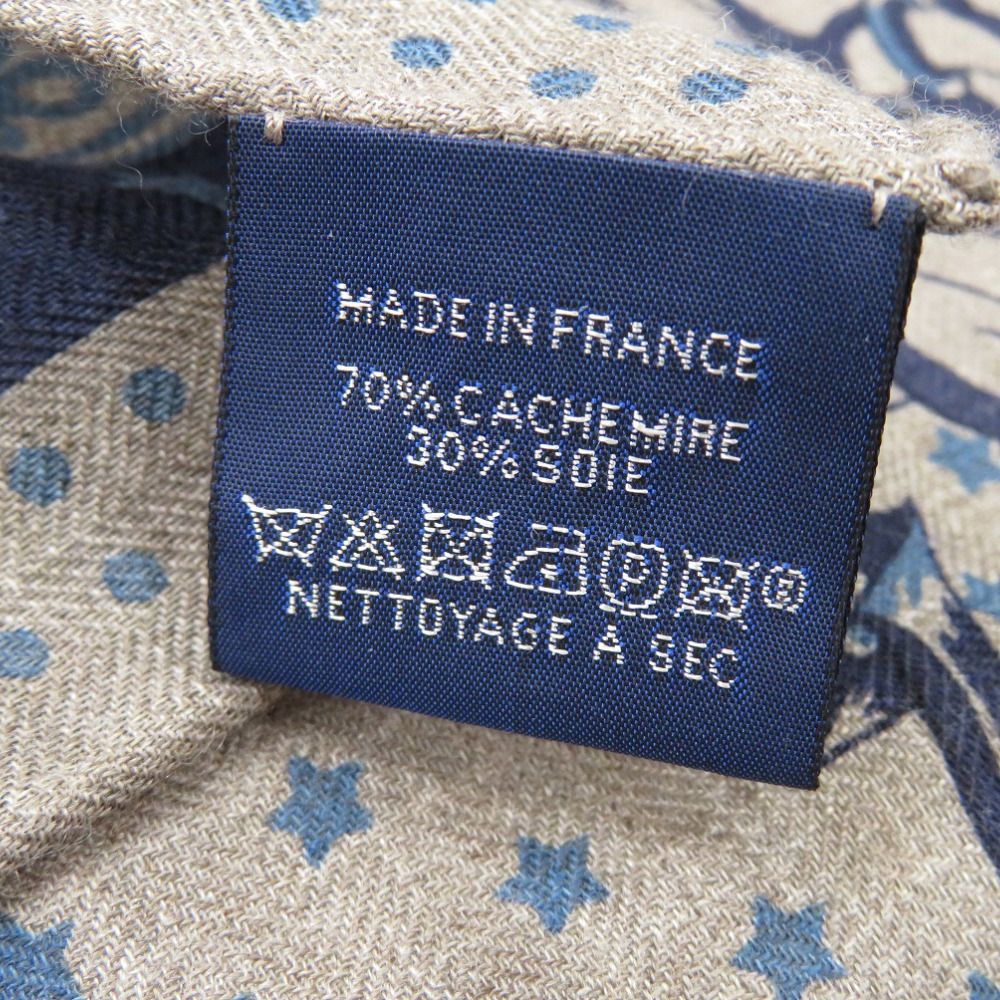 MADE IN FRANCE
70% CACHEMIRE
30% SOIE
P ®
NETTOYAGE A SEC